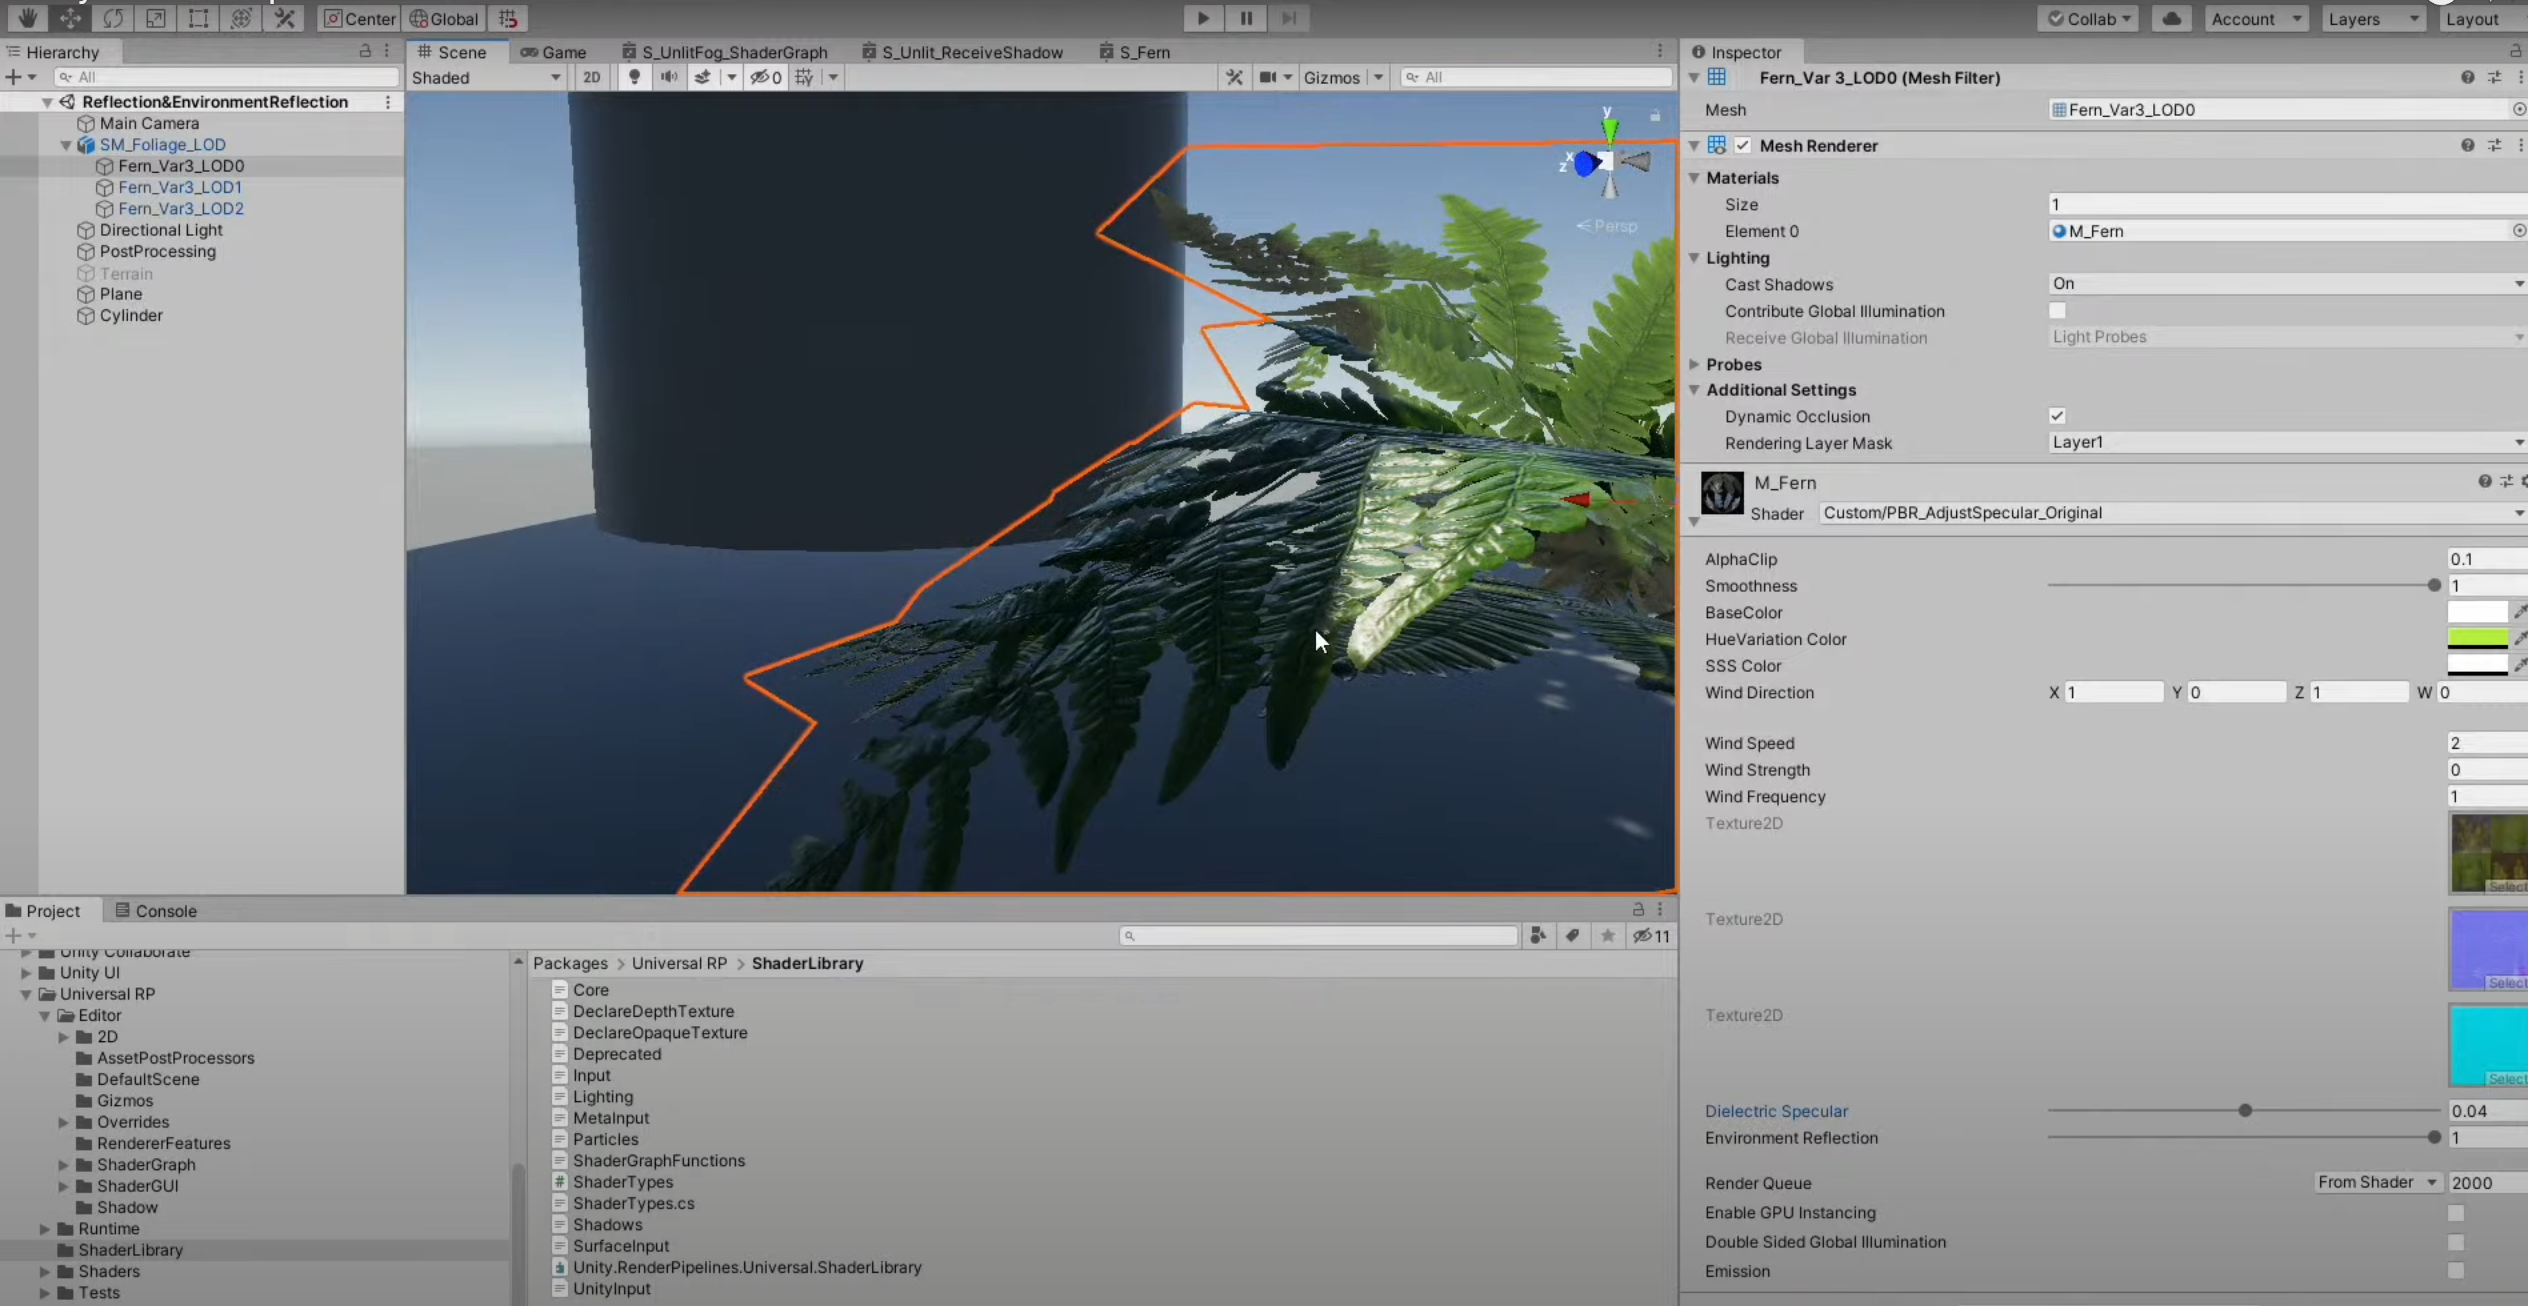 Center Global Collab Account Layers Layout
Hierarchy
All
Reflection&EnvironmentReflection
Main Camera
SM_Foliage_LOD
Fern_Var3_LOD0
Fern_Var3_LOD1
Fern_Var3_LOD2
Directional Light
PostProcessing
Terrain
Plane
Cylinder
Scene Game S_UnlitFog_ShaderGraph S_Unlit_ReceiveShadow S_Fern
Shaded 2D 0 Gizmos All
y
x
z
Persp
Inspector
Fern_Var 3_LOD0 (Mesh Filter)
Mesh Fern_Var3_LOD0
Mesh Renderer
Materials
Size 1
Element 0 M_Fern
Lighting
Cast Shadows On
Contribute Global Illumination
Receive Global Illumination Light Probes
Probes
Additional Settings
Dynamic Occlusion
Rendering Layer Mask Layer1
M_Fern
Shader Custom/PBR_AdjustSpecular_Original
AlphaClip 0.1
Smoothness 1
BaseColor
HueVariation Color
SSS Color
Wind Direction X 1 Y 0 Z 1 W 0
Wind Speed 2
Wind Strength 0
Wind Frequency 1
Texture2D
Select
Texture2D
Select
Texture2D
Select
Dielectric Specular 0.04
Environment Reflection 1
Render Queue From Shader 2000
Enable GPU Instancing
Double Sided Global Illumination
Emission
Project Console
11
Unity Collaborate
Unity UI
Universal RP
Editor
2D
AssetPostProcessors
DefaultScene
Gizmos
Overrides
RendererFeatures
ShaderGraph
ShaderGUI
Shadow
Runtime
ShaderLibrary
Shaders
Tests
Packages > Universal RP > ShaderLibrary
Core
DeclareDepthTexture
DeclareOpaqueTexture
Deprecated
Input
Lighting
MetaInput
Particles
ShaderGraphFunctions
ShaderTypes
ShaderTypes.cs
Shadows
SurfaceInput
Unity.RenderPipelines.Universal.ShaderLibrary
UnityInput